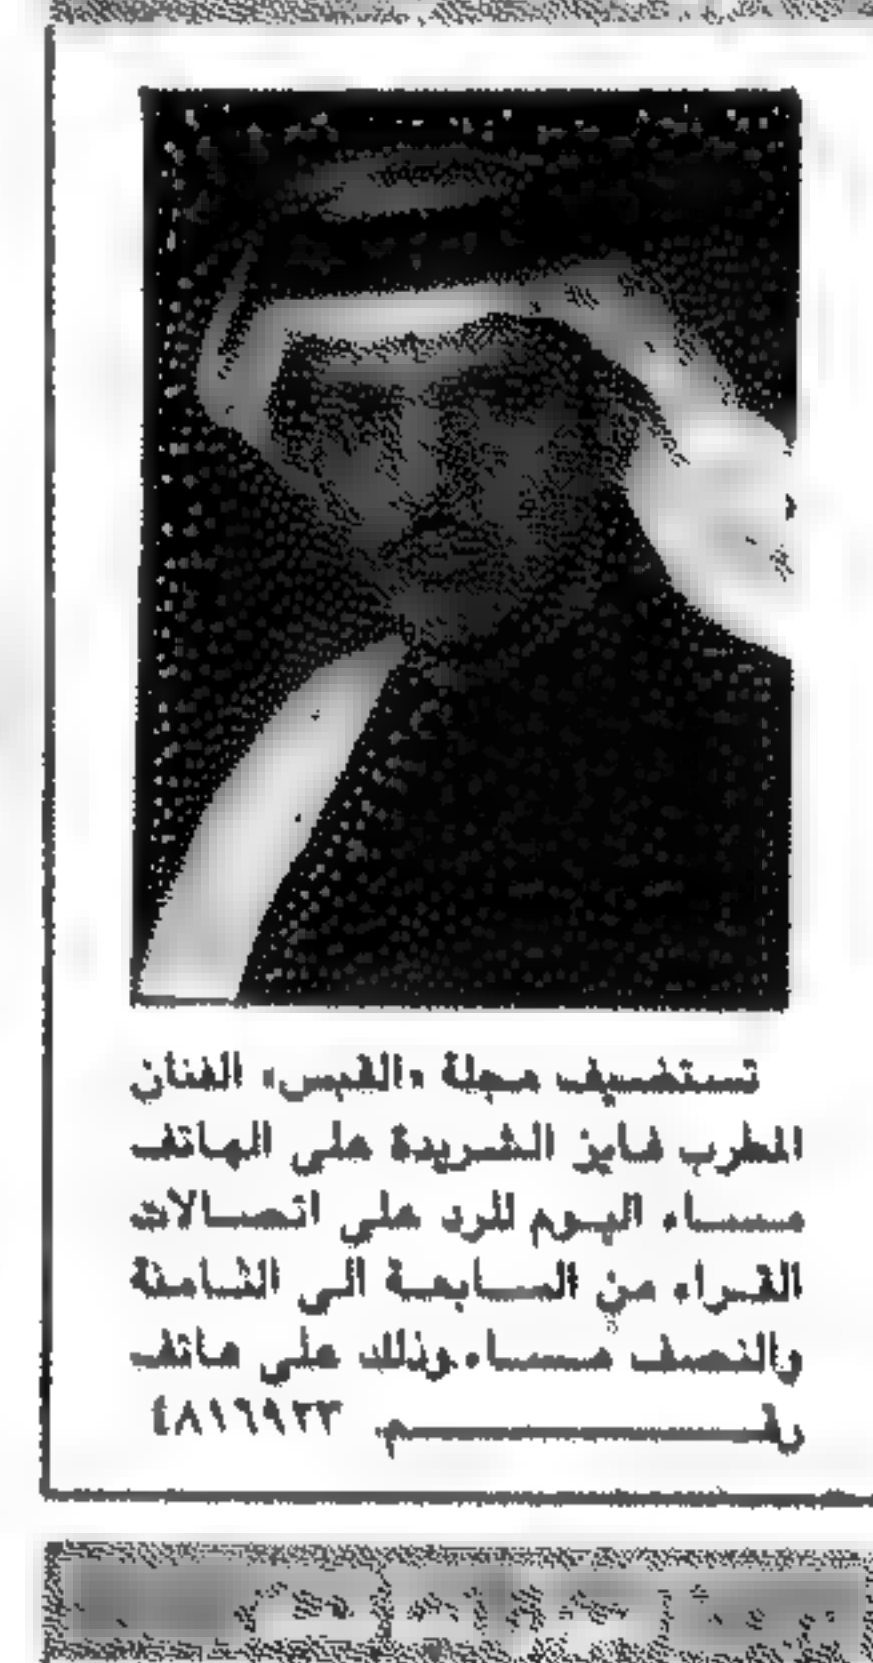 تستضيف مجلة «القبس» الفنان
المطرب فايز الشريدة على الهاتف
مساء اليوم للرد على اتصالات
القراء من السابعة الى الثامنة
والنصف مساء وذلك على هاتف
رقم ٤٨١٦٩٢٣